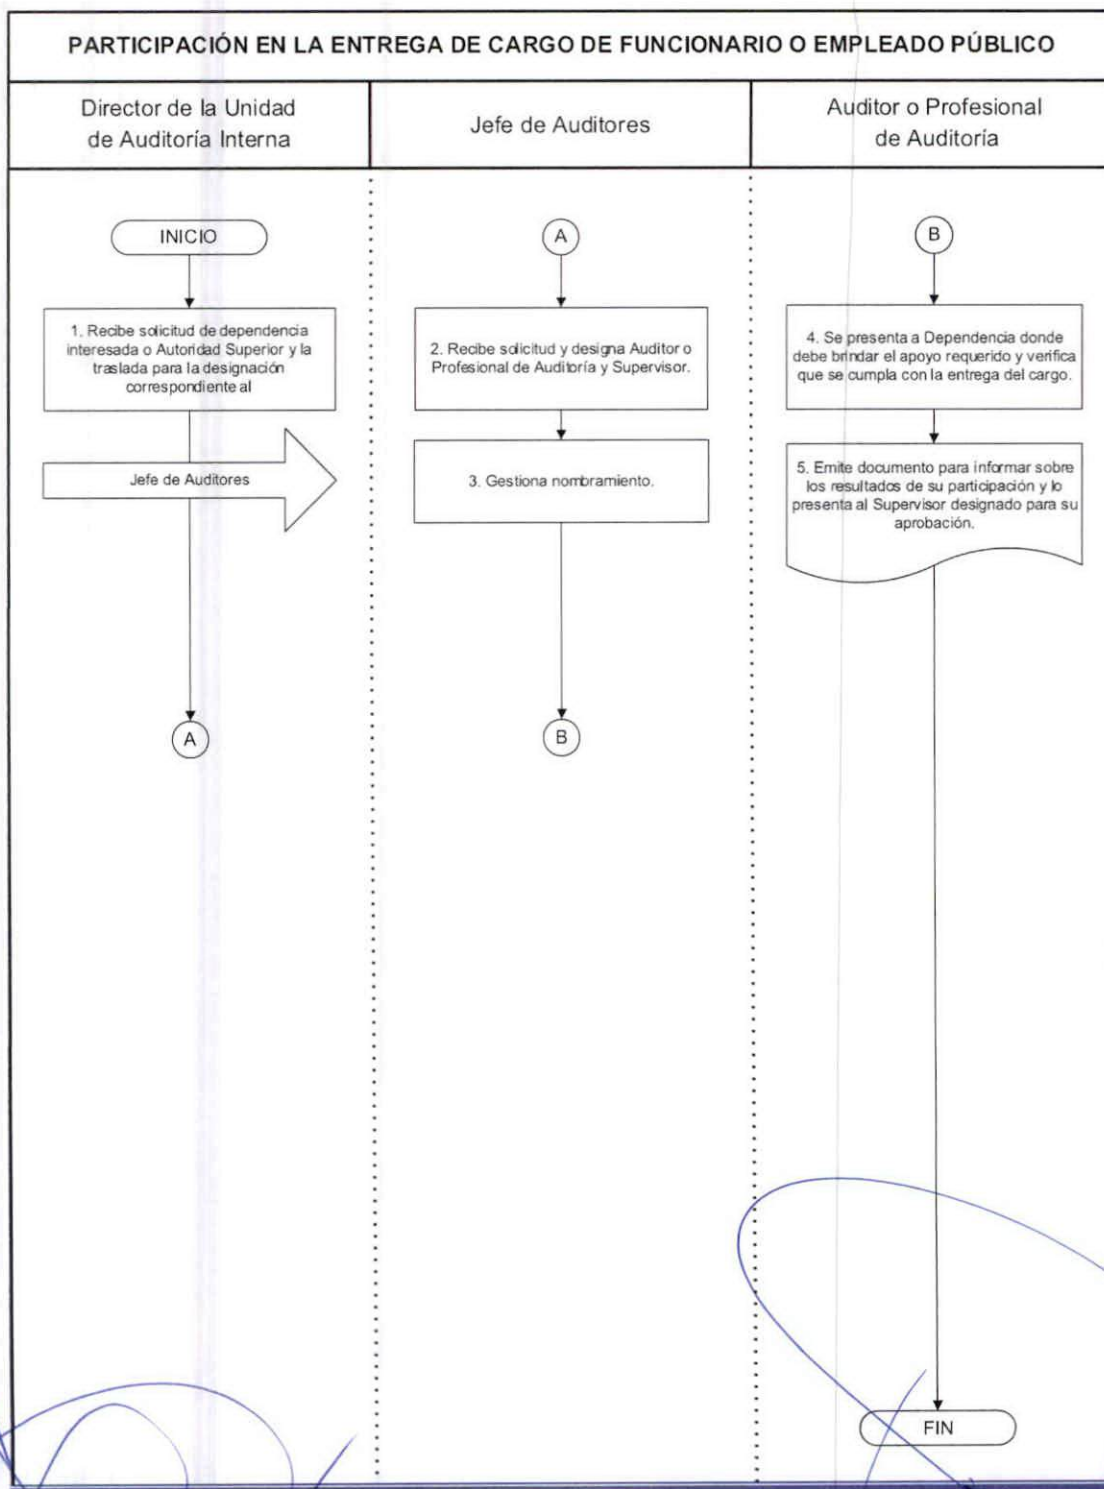 PARTICIPACIÓN EN LA ENTREGA DE CARGO DE FUNCIONARIO O EMPLEADO PÚBLICO
Director de la Unidad
de Auditoría Interna
Jefe de Auditores
Auditor o Profesional
de Auditoría
INICIO
1. Recibe solicitud de dependencia
interesada o Autoridad Superior y la
traslada para la designación
correspondiente al
Jefe de Auditores
A
A
2. Recibe solicitud y designa Auditor o
Profesional de Auditoría y Supervisor.
3. Gestiona nombramiento.
B
B
4. Se presenta a Dependencia donde
debe brindar el apoyo requerido y verifica
que se cumpla con la entrega del cargo.
5. Emite documento para informar sobre
los resultados de su participación y lo
presenta al Supervisor designado para su
aprobación.
FIN